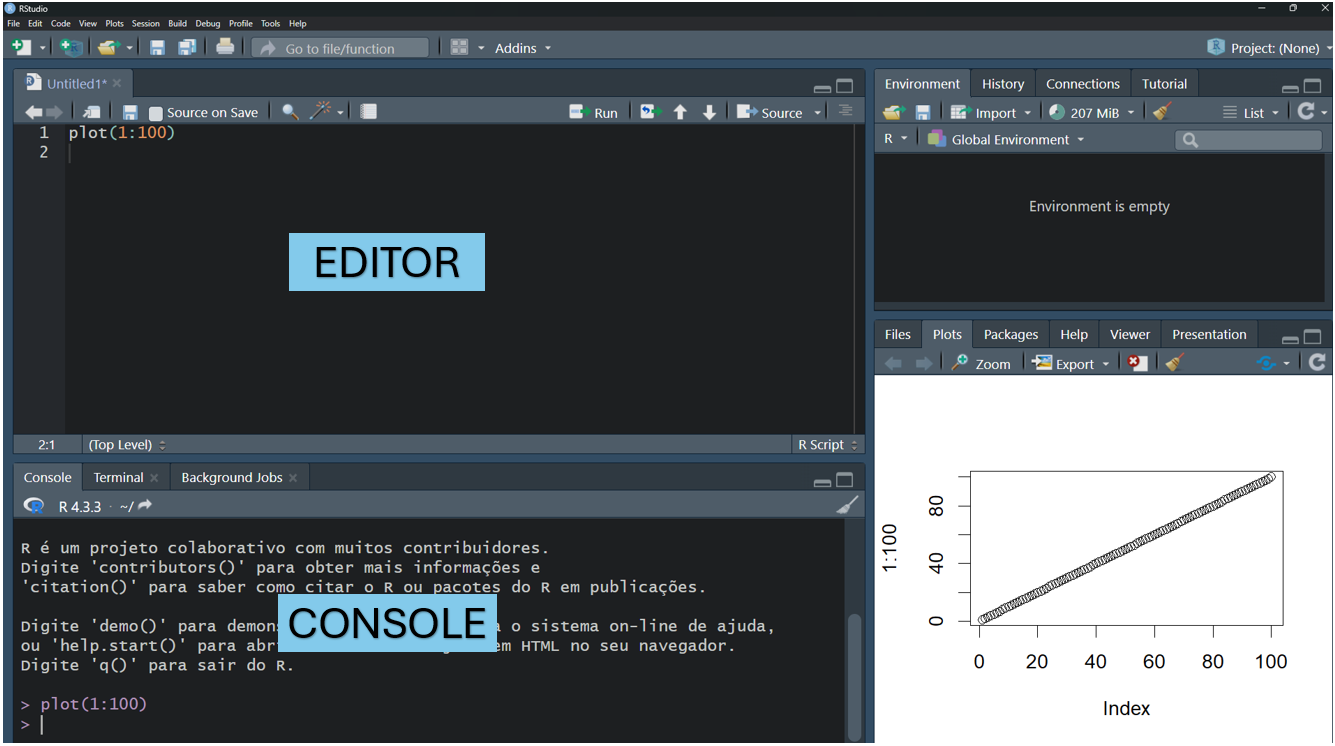 RStudio
File Edit Code View Plots Session Build Debug Profile Tools Help
Go to file/function Addins Project: (None)
Untitled1*
Source on Save Run Source
1 plot(1:100)
2
EDITOR
2:1 (Top Level) R Script
Console Terminal Background Jobs
R 4.3.3 · ~/
R é um projeto colaborativo com muitos contribuidores.
Digite 'contributors()' para obter mais informações e
'citation()' para saber como citar o R ou pacotes do R em publicações.
CONSOLE
Digite 'demo()' para o sistema on-line de ajuda,
ou 'help.start()' para em HTML no seu navegador.
Digite 'q()' para sair do R.
> plot(1:100)
>
Environment History Connections Tutorial
Import 207 MiB List
R Global Environment
Environment is empty
Files Plots Packages Help Viewer Presentation
Zoom Export
1:100
80
40
0
0 20 40 60 80 100
Index